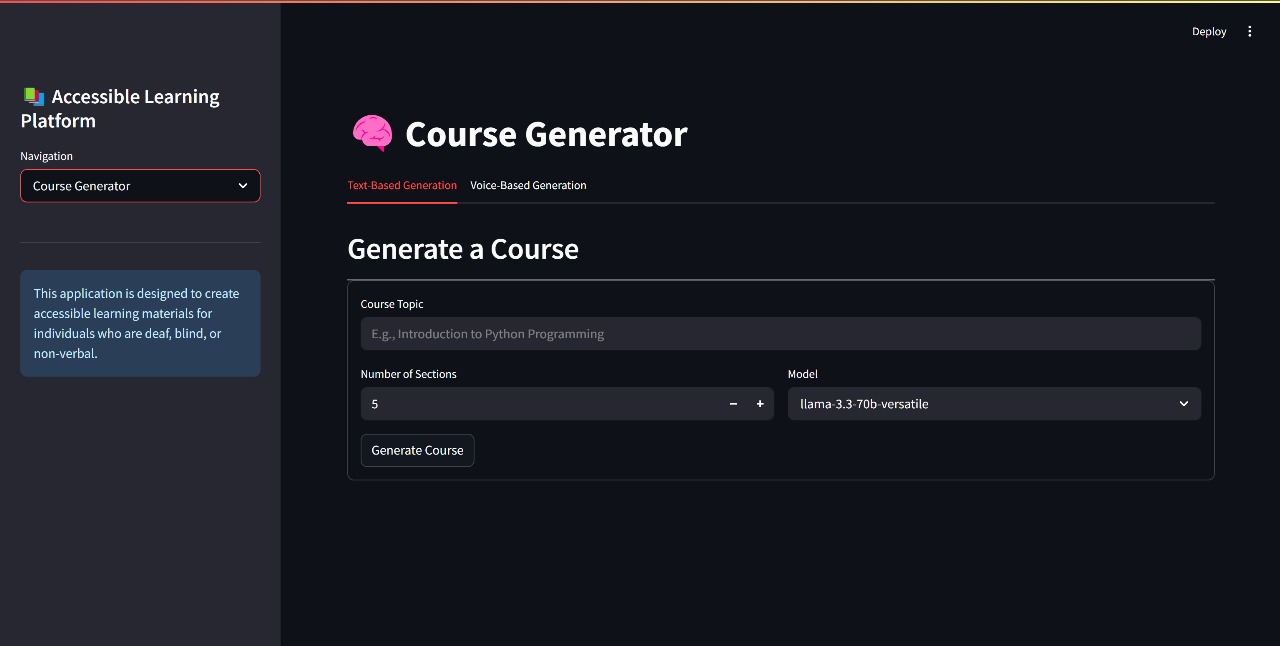 Deploy
Accessible Learning
Platform
Navigation
Course Generator
This application is designed to create
accessible learning materials for
individuals who are deaf, blind, or
non-verbal.
Course Generator
Text-Based Generation
Voice-Based Generation
Generate a Course
Course Topic
E.g., Introduction to Python Programming
Number of Sections
Model
5
llama-3.3-70b-versatile
Generate Course